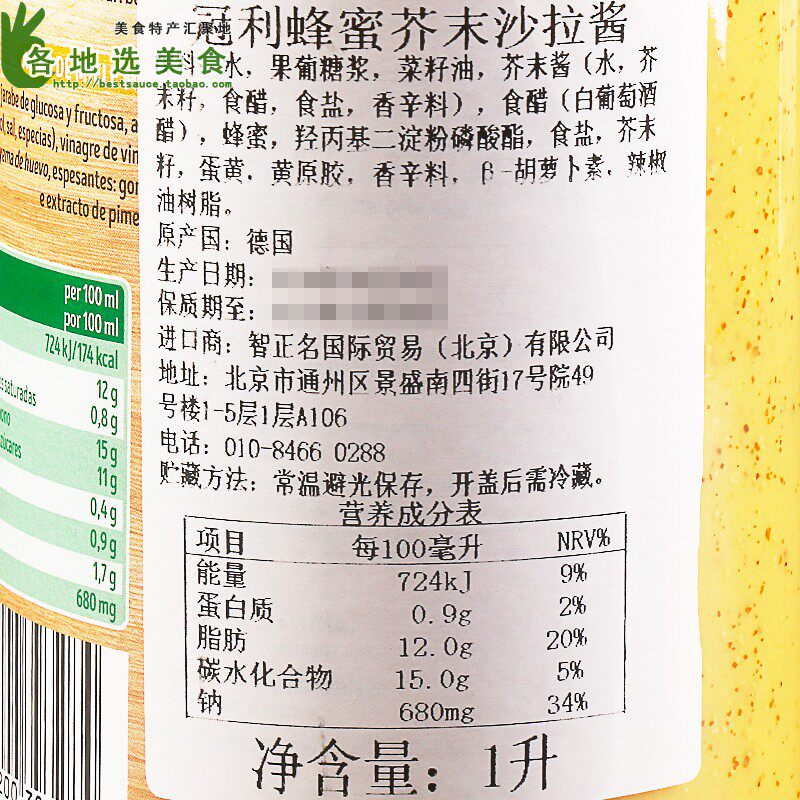 美食特产汇聚地
各地选美食
http://bestsauce.taobao.com
冠利蜂蜜芥末沙拉酱
料：水，果葡糖浆，菜籽油，芥末酱（水，芥
末籽，食醋，食盐，香辛料），食醋（白葡萄酒
醋），蜂蜜，羟丙基二淀粉磷酸酯，食盐，芥末
籽，蛋黄，黄原胶，香辛料，β-胡萝卜素，辣椒
油树脂。
原产国：德国
生产日期：
保质期至：
进口商：智正名国际贸易（北京）有限公司
地址：北京市通州区景盛南四街17号院49
号楼1-5层1层A106
电话：010-8466 0288
贮藏方法：常温避光保存，开盖后需冷藏。
营养成分表
项目 每100毫升 NRV%
能量 724kJ 9%
蛋白质 0.9g 2%
脂肪 12.0g 20%
碳水化合物 15.0g 5%
钠 680mg 34%
净含量：1升
jarabe de glucosa y fructosa, a
sal, especias), vinagre de vin
yema de huevo, espesantes: gom
e extracto de pime
per 100 ml
por 100 ml
724 kJ/174 kcal
12 g
saturadas 0,8 g
15 g
11 g
0,4 g
0,9 g
1,7 g
680 mg